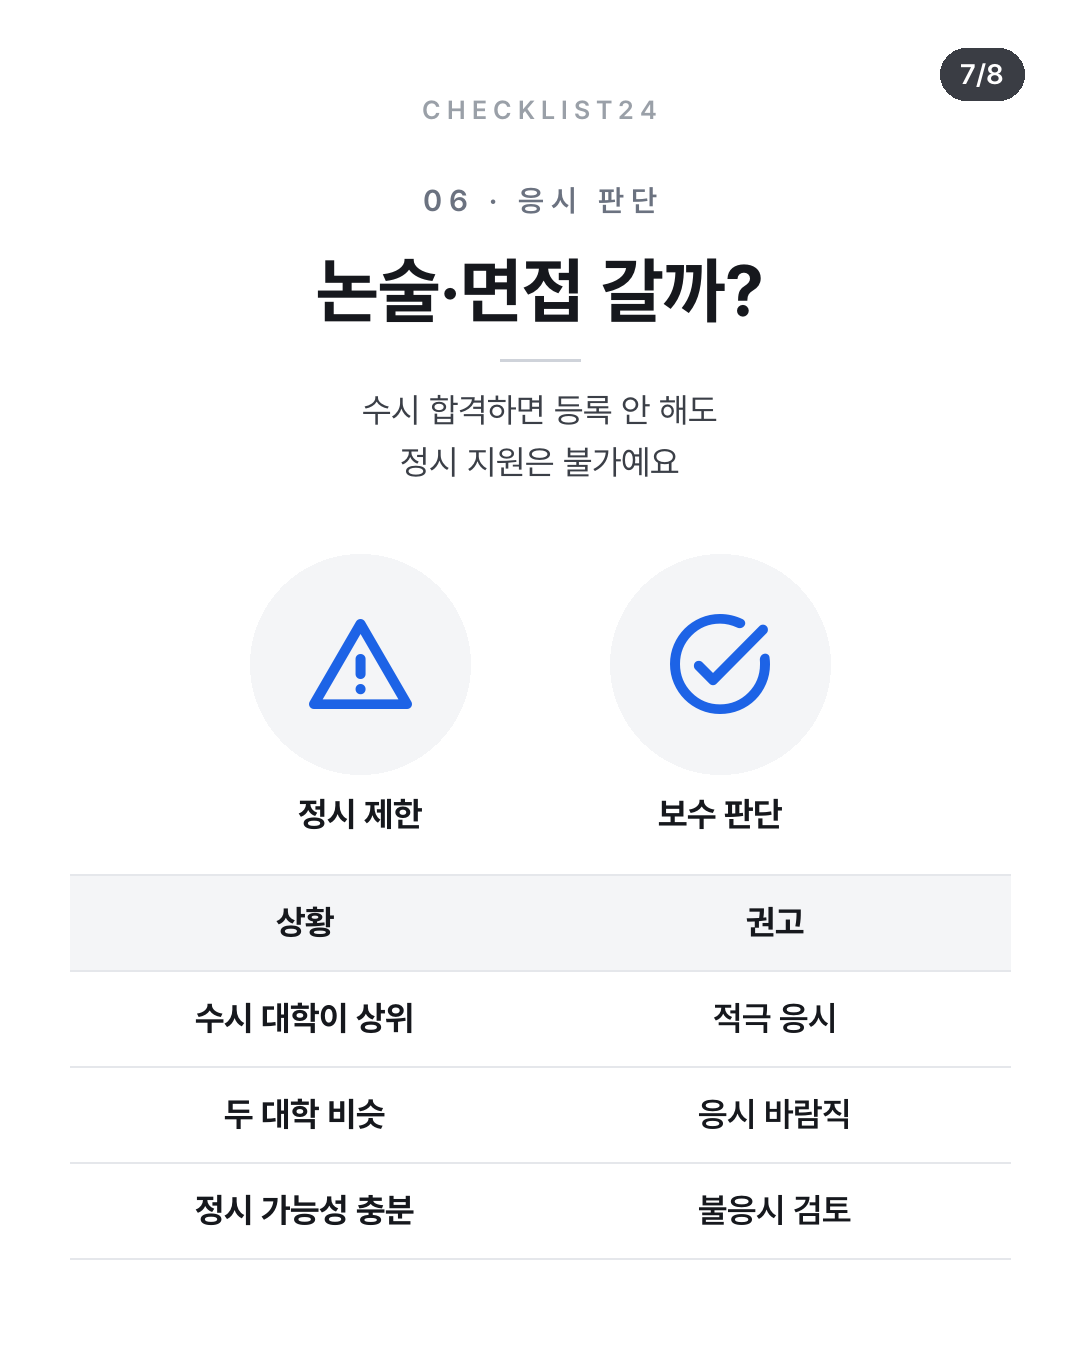 7/8
CHECKLIST24
06 · 응시 판단
논술·면접 갈까?
수시 합격하면 등록 안 해도
정시 지원은 불가예요
정시 제한
보수 판단
상황 권고
수시 대학이 상위 적극 응시
두 대학 비슷 응시 바람직
정시 가능성 충분 불응시 검토